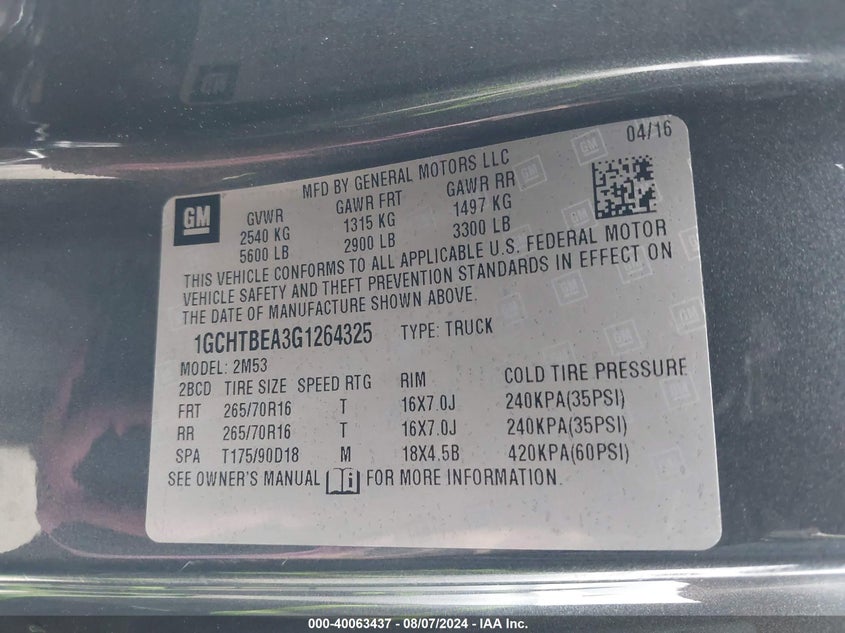 04/16
MFD BY GENERAL MOTORS LLC
GM
GVWR GAWR FRT GAWR RR
2540 KG 1315 KG 1497 KG
5600 LB 2900 LB 3300 LB
THIS VEHICLE CONFORMS TO ALL APPLICABLE U.S. FEDERAL MOTOR
VEHICLE SAFETY AND THEFT PREVENTION STANDARDS IN EFFECT ON
THE DATE OF MANUFACTURE SHOWN ABOVE.
1GCHTBEA3G1264325 TYPE: TRUCK
MODEL: 2M53
2BCD TIRE SIZE SPEED RTG RIM COLD TIRE PRESSURE
FRT 265/70R16 T 16X7.0J 240KPA(35PSI)
RR 265/70R16 T 16X7.0J 240KPA(35PSI)
SPA T175/90D18 M 18X4.5B 420KPA(60PSI)
SEE OWNER'S MANUAL FOR MORE INFORMATION.
000-40063437 - 08/07/2024 - IAA Inc.